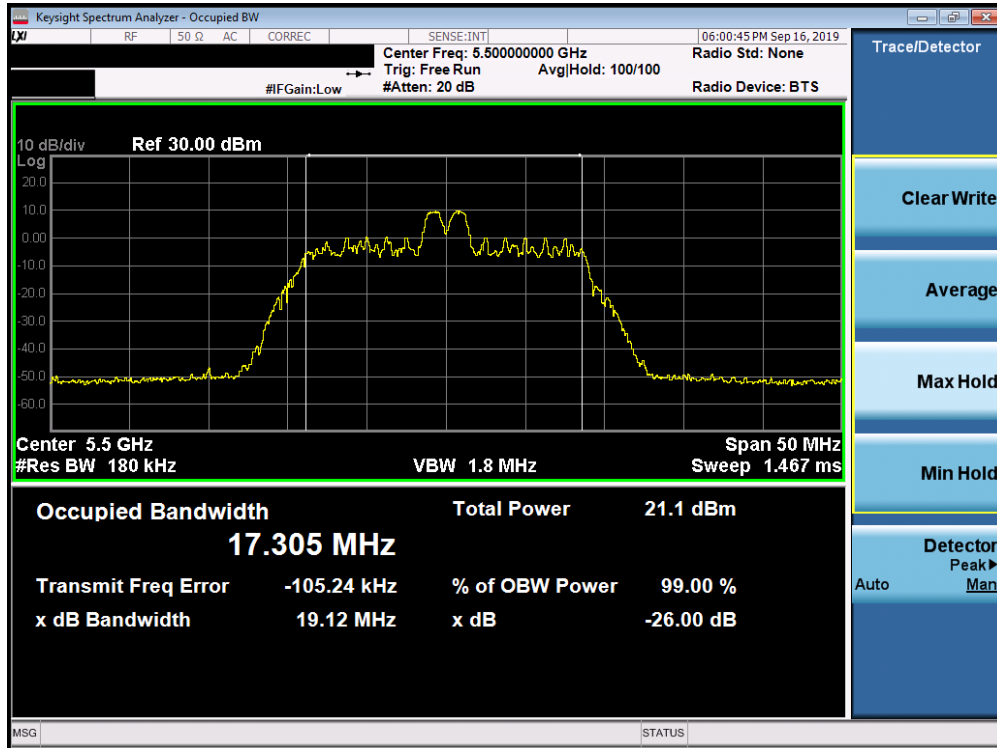 Keysight Spectrum Analyzer - Occupied BW
LXI RF 50 Ω AC CORREC SENSE:INT 06:00:45 PM Sep 16, 2019
Center Freq: 5.500000000 GHz Radio Std: None
Trig: Free Run Avg|Hold: 100/100
#IFGain:Low #Atten: 20 dB Radio Device: BTS
10 dB/div Ref 30.00 dBm
Log
20.0
10.0
0.00
-10.0
-20.0
-30.0
-40.0
-50.0
-60.0
Center 5.5 GHz Span 50 MHz
#Res BW 180 kHz VBW 1.8 MHz Sweep 1.467 ms
Occupied Bandwidth Total Power 21.1 dBm
17.305 MHz
Transmit Freq Error -105.24 kHz % of OBW Power 99.00 %
x dB Bandwidth 19.12 MHz x dB -26.00 dB
MSG STATUS
Trace/Detector
Clear Write
Average
Max Hold
Min Hold
Detector
Peak▶
Auto Man